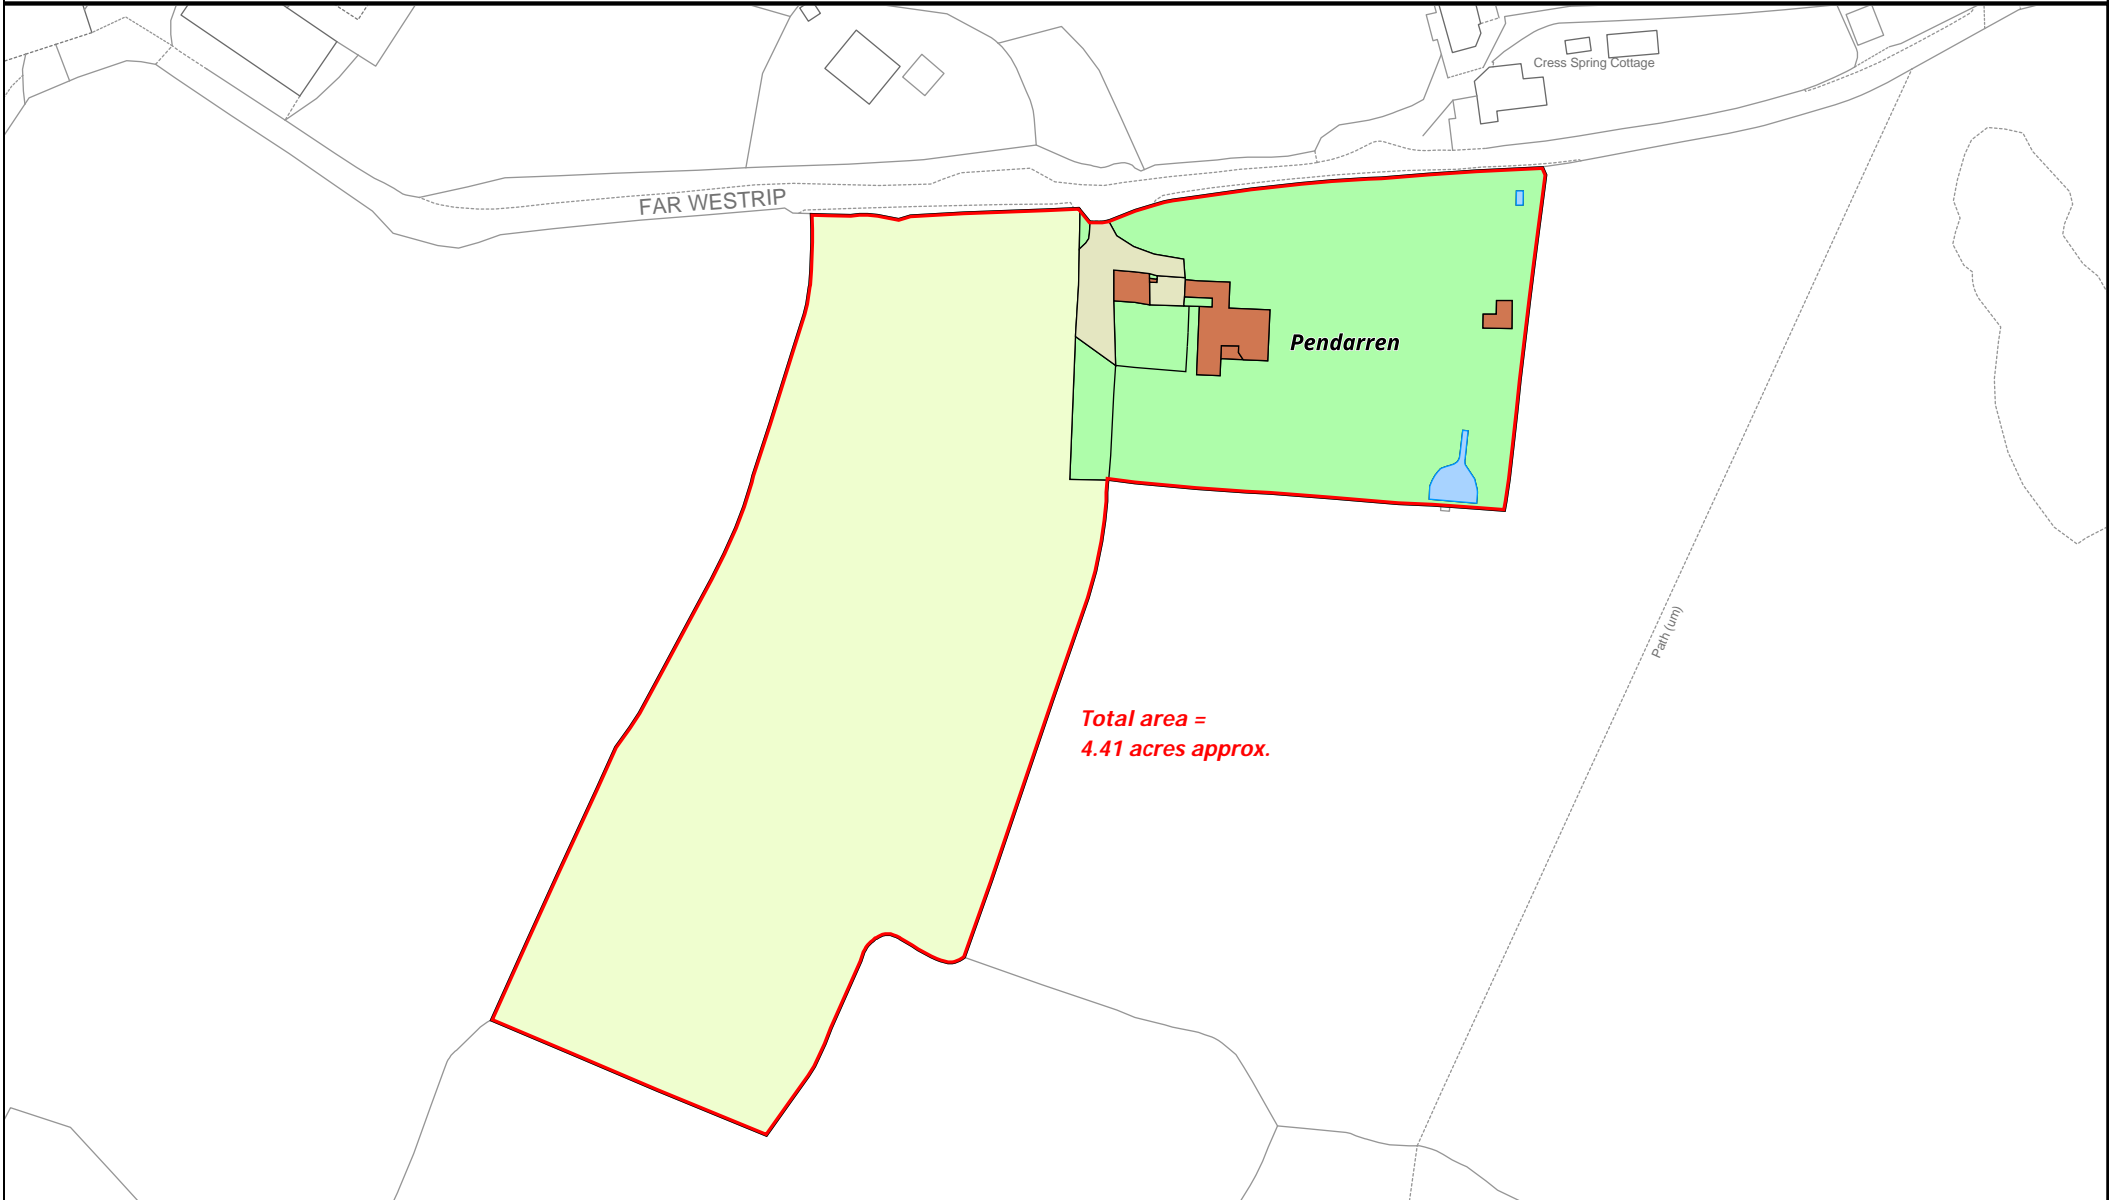 Cress Spring Cottage
FAR WESTRIP
Pendarren
Path (um)
Total area =
4.41 acres approx.